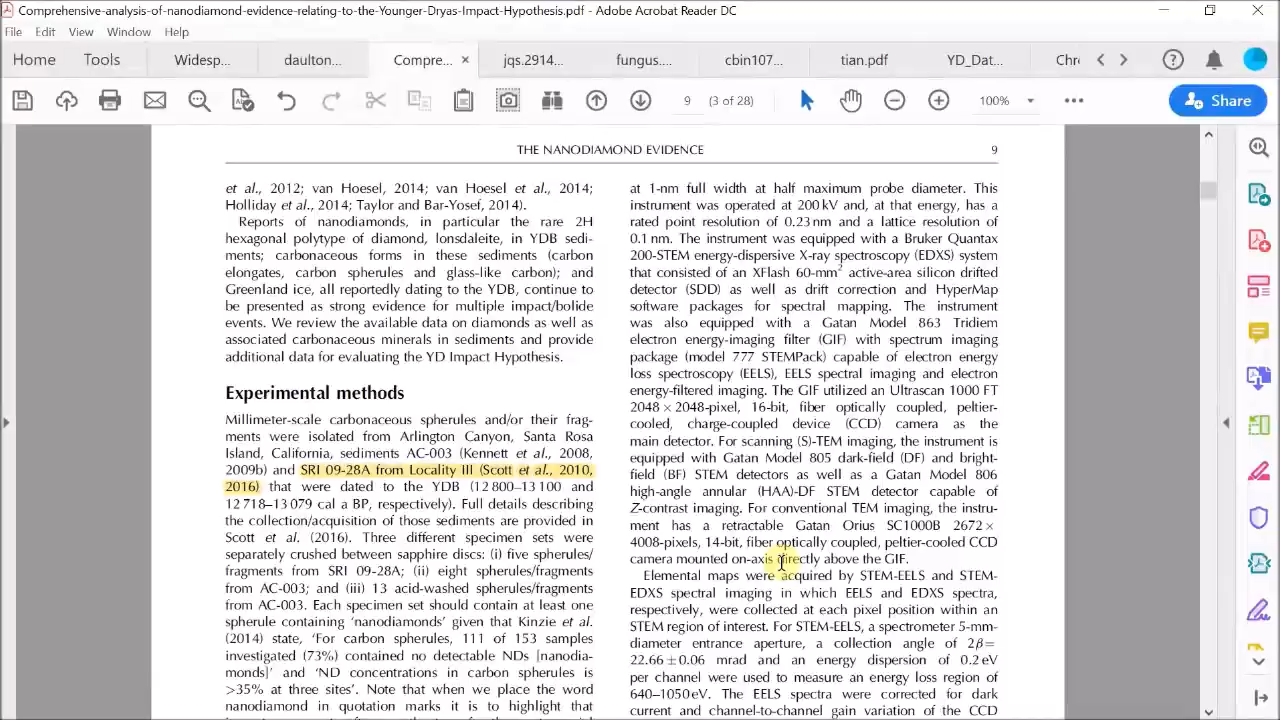 Comprehensive-analysis-of-nanodiamond-evidence-relating-to-the-Younger-Dryas-Impact-Hypothesis.pdf - Adobe Acrobat Reader DC
File Edit View Window Help
Home Tools Widesp... daulton... Compre... × jqs.2914... fungus.... cbin107... tian.pdf YD_Dat... Chr
9 (3 of 28) 100% Share
THE NANODIAMOND EVIDENCE 9
et al., 2012; van Hoesel, 2014; van Hoesel et al., 2014;
Holliday et al., 2014; Taylor and Bar-Yosef, 2014).
Reports of nanodiamonds, in particular the rare 2H
hexagonal polytype of diamond, lonsdaleite, in YDB sedi-
ments; carbonaceous forms in these sediments (carbon
elongates, carbon spherules and glass-like carbon); and
Greenland ice, all reportedly dating to the YDB, continue to
be presented as strong evidence for multiple impact/bolide
events. We review the available data on diamonds as well as
associated carbonaceous minerals in sediments and provide
additional data for evaluating the YD Impact Hypothesis.
Experimental methods
Millimeter-scale carbonaceous spherules and/or their frag-
ments were isolated from Arlington Canyon, Santa Rosa
Island, California, sediments AC-003 (Kennett et al., 2008,
2009b) and SRI 09-28A from Locality III (Scott et al., 2010,
2016) that were dated to the YDB (12 800–13 100 and
12 718–13 079 cal a BP, respectively). Full details describing
the collection/acquisition of those sediments are provided in
Scott et al. (2016). Three different specimen sets were
separately crushed between sapphire discs: (i) five spherules/
fragments from SRI 09-28A; (ii) eight spherules/fragments
from AC-003; and (iii) 13 acid-washed spherules/fragments
from AC-003. Each specimen set should contain at least one
spherule containing 'nanodiamonds' given that Kinzie et al.
(2014) state, 'For carbon spherules, 111 of 153 samples
investigated (73%) contained no detectable NDs [nanodia-
monds]' and 'ND concentrations in carbon spherules is
>35% at three sites'. Note that when we place the word
nanodiamond in quotation marks it is to highlight that
at 1-nm full width at half maximum probe diameter. This
instrument was operated at 200 kV and, at that energy, has a
rated point resolution of 0.23 nm and a lattice resolution of
0.1 nm. The instrument was equipped with a Bruker Quantax
200-STEM energy-dispersive X-ray spectroscopy (EDXS) system
that consisted of an XFlash 60-mm² active-area silicon drifted
detector (SDD) as well as drift correction and HyperMap
software packages for spectral mapping. The instrument
was also equipped with a Gatan Model 863 Tridiem
electron energy-imaging filter (GIF) with spectrum imaging
package (model 777 STEMPack) capable of electron energy
loss spectroscopy (EELS), EELS spectral imaging and electron
energy-filtered imaging. The GIF utilized an Ultrascan 1000 FT
2048 × 2048-pixel, 16-bit, fiber optically coupled, peltier-
cooled, charge-coupled device (CCD) camera as the
main detector. For scanning (S)-TEM imaging, the instrument is
equipped with Gatan Model 805 dark-field (DF) and bright-
field (BF) STEM detectors as well as a Gatan Model 806
high-angle annular (HAA)-DF STEM detector capable of
Z-contrast imaging. For conventional TEM imaging, the instru-
ment has a retractable Gatan Orius SC1000B 2672 ×
4008-pixels, 14-bit, fiber optically coupled, peltier-cooled CCD
camera mounted on-axis directly above the GIF.
Elemental maps were acquired by STEM-EELS and STEM-
EDXS spectral imaging in which EELS and EDXS spectra,
respectively, were collected at each pixel position within an
STEM region of interest. For STEM-EELS, a spectrometer 5-mm-
diameter entrance aperture, a collection angle of 2β=
22.66 ± 0.06 mrad and an energy dispersion of 0.2 eV
per channel were used to measure an energy loss region of
640–1050 eV. The EELS spectra were corrected for dark
current and channel-to-channel gain variation of the CCD